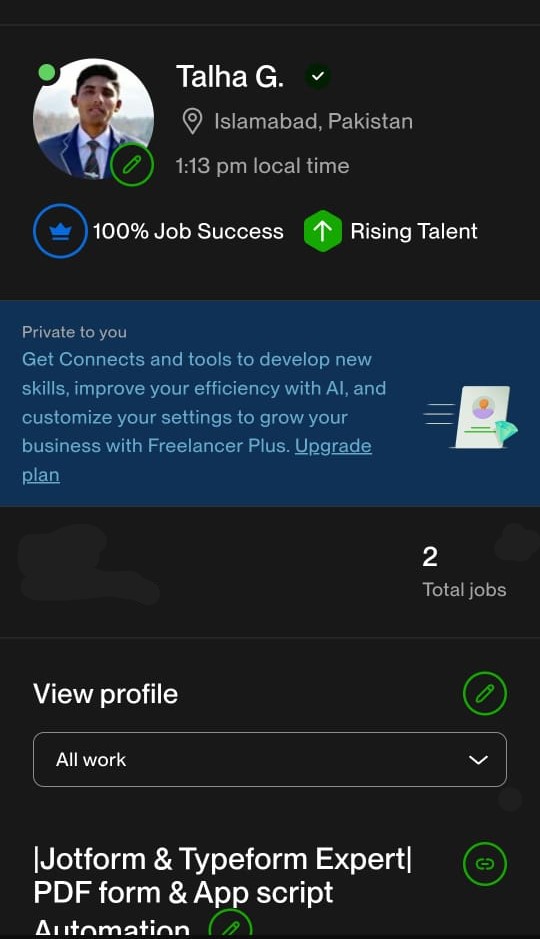 Talha G.
Islamabad, Pakistan
1:13 pm local time
100% Job Success
Rising Talent
Private to you
Get Connects and tools to develop new
skills, improve your efficiency with AI, and
customize your settings to grow your
business with Freelancer Plus. Upgrade
plan
2
Total jobs
View profile
All work
|Jotform & Typeform Expert|
PDF form & App script
Automation